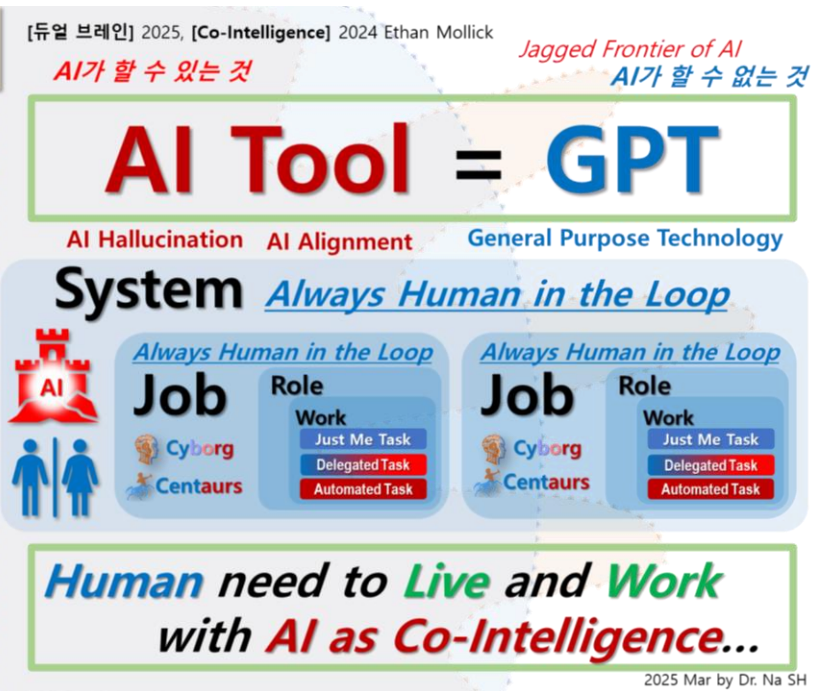 [듀얼 브레인] 2025, [Co-Intelligence] 2024 Ethan Mollick
Jagged Frontier of AI
AI가 할 수 있는 것
AI가 할 수 없는 것
AI Tool = GPT
AI Hallucination AI Alignment
General Purpose Technology
System Always Human in the Loop
AI
Always Human in the Loop
Job
Role
Work
Cyborg
Centaurs
Just Me Task
Delegated Task
Automated Task
Always Human in the Loop
Job
Role
Work
Cyborg
Centaurs
Just Me Task
Delegated Task
Automated Task
Human need to Live and Work
with AI as Co-Intelligence...
2025 Mar by Dr. Na SH